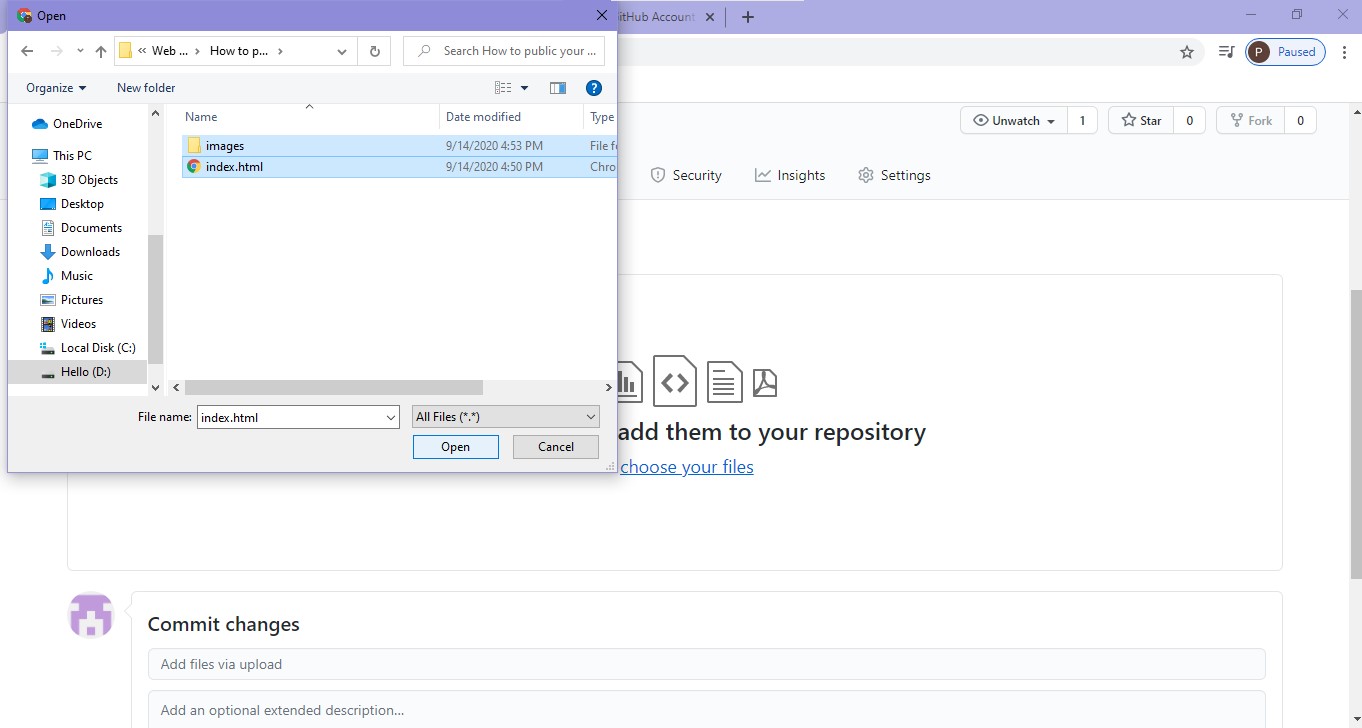 Open
itHub Account
P
Paused
« Web ... > How to p... >
Search How to public your ...
Organize
New folder
?
OneDrive
This PC
3D Objects
Desktop
Documents
Downloads
Music
Pictures
Videos
Local Disk (C:)
Hello (D:)
Name
Date modified
Type
images
9/14/2020 4:53 PM
File f
index.html
9/14/2020 4:50 PM
Chro
File name:
index.html
All Files (*.*)
Open
Cancel
Unwatch
1
Star
0
Fork
0
Security
Insights
Settings
add them to your repository
choose your files
Commit changes
Add files via upload
Add an optional extended description...